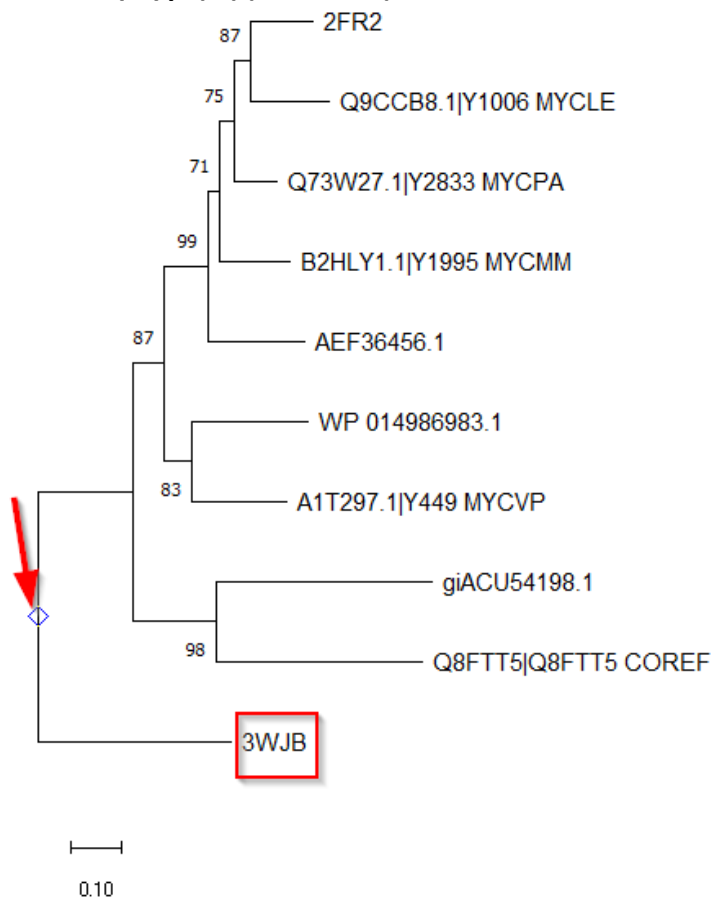 2FR2
87
Q9CCB8.1|Y1006 MYCLE
75
Q73W27.1|Y2833 MYCPA
71
B2HLY1.1|Y1995 MYCMM
99
AEF36456.1
87
WP 014986983.1
83
A1T297.1|Y449 MYCVP
giACU54198.1
98
Q8FTT5|Q8FTT5 COREF
3WJB
0.10